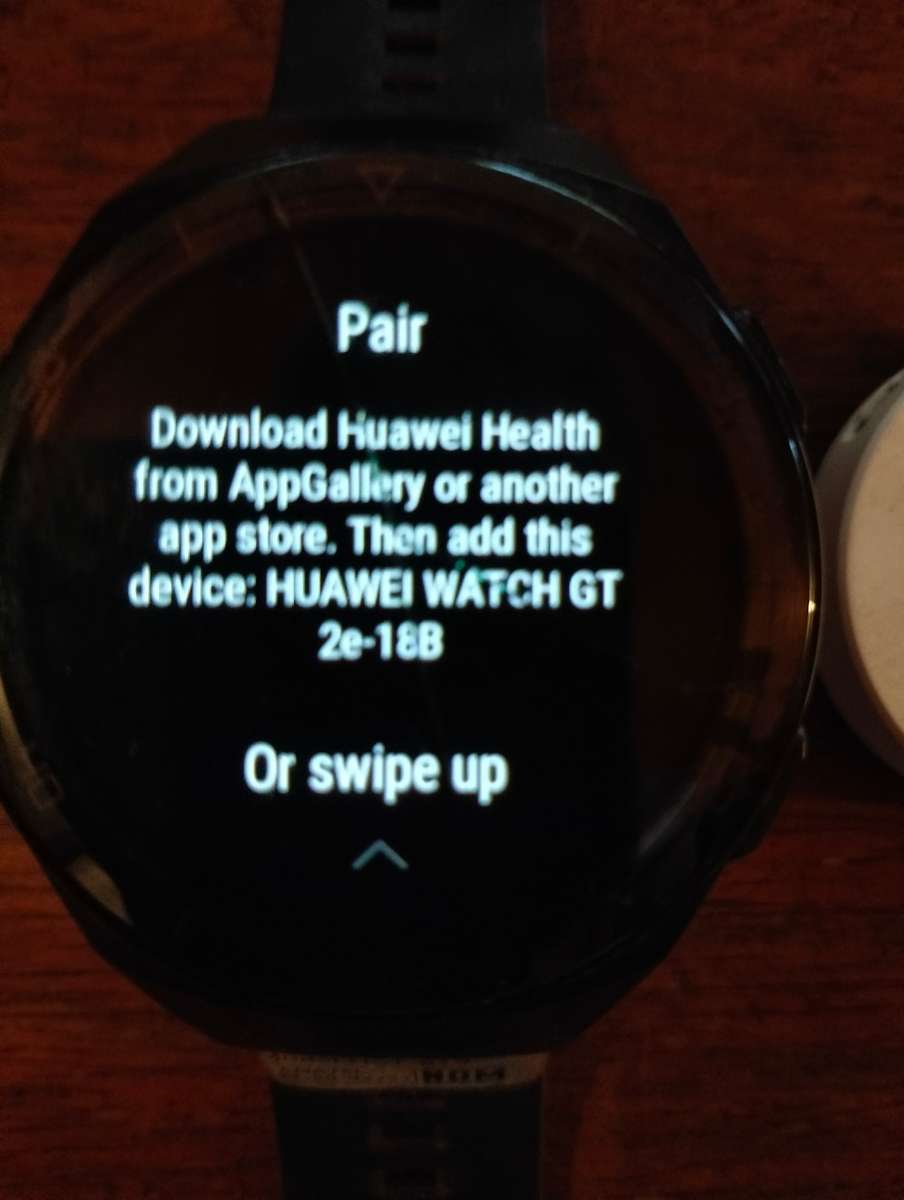 Pair
Download Huawei Health
from AppGallery or another
app store. Then add this
device: HUAWEI WATCH GT
2e-18B
Or swipe up